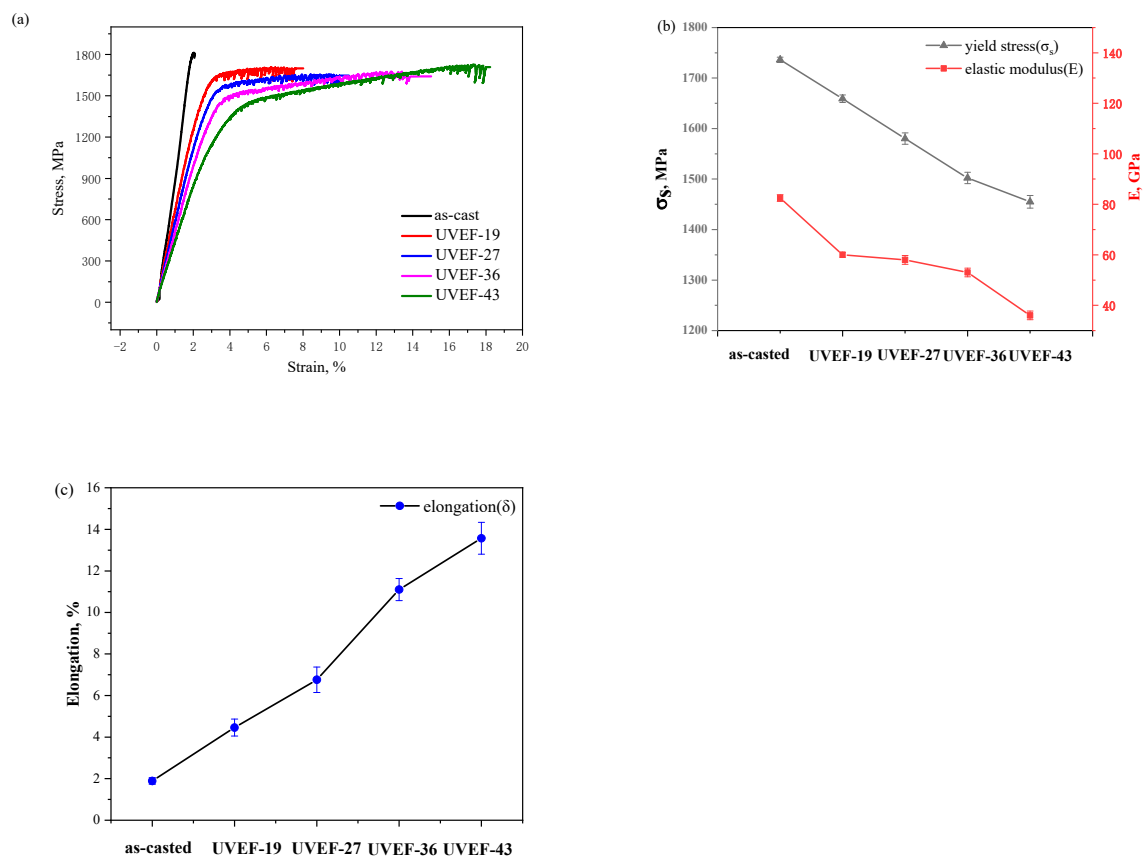 (a)
1800
1500
1200
900
600
300
0
Stress, MPa
as-cast
UVEF-19
UVEF-27
UVEF-36
UVEF-43
−2 0 2 4 6 8 10 12 14 16 18 20
Strain, %
(b)
1800
1700
1600
1500
1400
1300
1200
σs, MPa
yield stress(σs)
elastic modulus(E)
140
120
100
80
60
40
E, GPa
as-casted UVEF-19 UVEF-27 UVEF-36 UVEF-43
(c)
16
14
12
10
8
6
4
2
0
Elongation, %
elongation(δ)
as-casted UVEF-19 UVEF-27 UVEF-36 UVEF-43